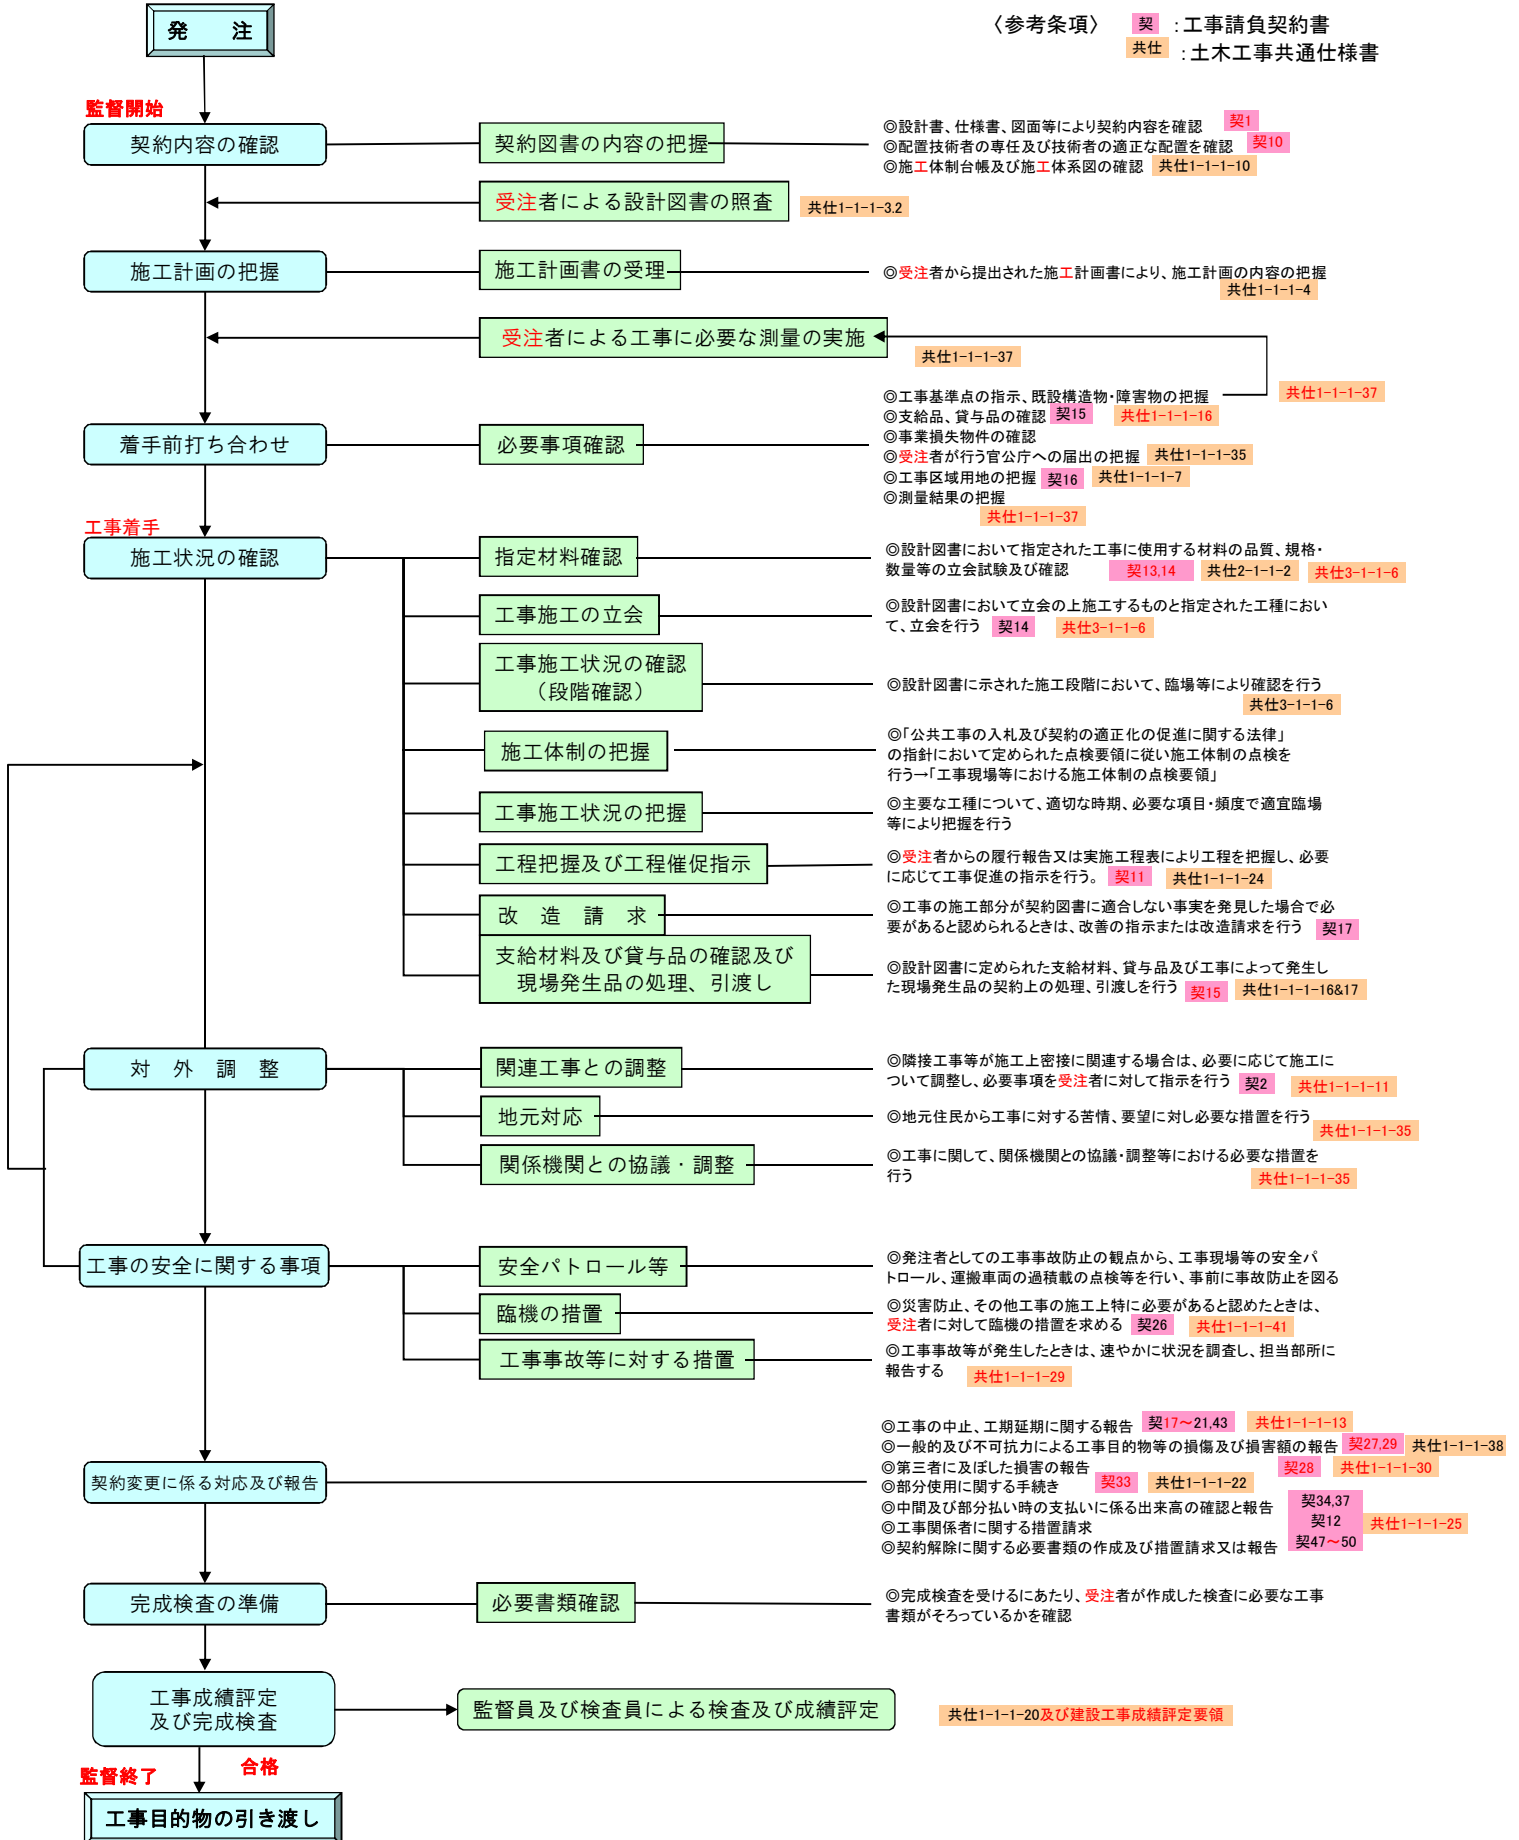 発　注
〈参考条項〉 契 ：工事請負契約書
共仕 ：土木工事共通仕様書
監督開始
契約内容の確認
契約図書の内容の把握
◎設計書、仕様書、図面等により契約内容を確認 契1
◎配置技術者の専任及び技術者の適正な配置を確認 契10
◎施工体制台帳及び施工体系図の確認 共仕1-1-1-10
受注者による設計図書の照査 共仕1-1-1-3.2
施工計画の把握
施工計画書の受理
◎受注者から提出された施工計画書により、施工計画の内容の把握
共仕1-1-1-4
受注者による工事に必要な測量の実施
共仕1-1-1-37
◎工事基準点の指示、既設構造物・障害物の把握 共仕1-1-1-37
◎支給品、貸与品の確認 契15 共仕1-1-1-16
着手前打ち合わせ
必要事項確認
◎事業損失物件の確認
◎受注者が行う官公庁への届出の把握 共仕1-1-1-35
◎工事区域用地の把握 契16 共仕1-1-1-7
◎測量結果の把握
共仕1-1-1-37
工事着手
施工状況の確認
指定材料確認
◎設計図書において指定された工事に使用する材料の品質、規格・
数量等の立会試験及び確認 契13,14 共仕2-1-1-2 共仕3-1-1-6
工事施工の立会
◎設計図書において立会の上施工するものと指定された工種におい
て、立会を行う 契14 共仕3-1-1-6
工事施工状況の確認
（段階確認）
◎設計図書に示された施工段階において、臨場等により確認を行う
共仕3-1-1-6
施工体制の把握
◎「公共工事の入札及び契約の適正化の促進に関する法律」
の指針において定められた点検要領に従い施工体制の点検を
行う→「工事現場等における施工体制の点検要領」
工事施工状況の把握
◎主要な工種について、適切な時期、必要な項目・頻度で適宜臨場
等により把握を行う
工程把握及び工程催促指示
◎受注者からの履行報告又は実施工程表により工程を把握し、必要
に応じて工事促進の指示を行う。 契11 共仕1-1-1-24
改　造　請　求
◎工事の施工部分が契約図書に適合しない事実を発見した場合で必
要があると認められるときは、改善の指示または改造請求を行う 契17
支給材料及び貸与品の確認及び
現場発生品の処理、引渡し
◎設計図書に定められた支給材料、貸与品及び工事によって発生し
た現場発生品の契約上の処理、引渡しを行う 契15 共仕1-1-1-16&17
対　外　調　整
関連工事との調整
◎隣接工事等が施工上密接に関連する場合は、必要に応じて施工に
ついて調整し、必要事項を受注者に対して指示を行う 契2 共仕1-1-1-11
地元対応
◎地元住民から工事に対する苦情、要望に対し必要な措置を行う
共仕1-1-1-35
関係機関との協議・調整
◎工事に関して、関係機関との協議・調整等における必要な措置を
行う 共仕1-1-1-35
工事の安全に関する事項
安全パトロール等
◎発注者としての工事事故防止の観点から、工事現場等の安全パ
トロール、運搬車両の過積載の点検等を行い、事前に事故防止を図る
臨機の措置
◎災害防止、その他工事の施工上特に必要があると認めたときは、
受注者に対して臨機の措置を求める 契26 共仕1-1-1-41
工事事故等に対する措置
◎工事事故等が発生したときは、速やかに状況を調査し、担当部所に
報告する 共仕1-1-1-29
契約変更に係る対応及び報告
◎工事の中止、工期延期に関する報告 契17～21,43 共仕1-1-1-13
◎一般的及び不可抗力による工事目的物等の損傷及び損害額の報告 契27,29 共仕1-1-1-38
◎第三者に及ぼした損害の報告 契28 共仕1-1-1-30
◎部分使用に関する手続き 契33 共仕1-1-1-22
◎中間及び部分払い時の支払いに係る出来高の確認と報告 契34,37
◎工事関係者に関する措置請求 契12 共仕1-1-1-25
◎契約解除に関する必要書類の作成及び措置請求又は報告 契47～50
完成検査の準備
必要書類確認
◎完成検査を受けるにあたり、受注者が作成した検査に必要な工事
書類がそろっているかを確認
工事成績評定
及び完成検査
監督員及び検査員による検査及び成績評定
共仕1-1-1-20及び建設工事成績評定要領
合格
監督終了
工事目的物の引き渡し